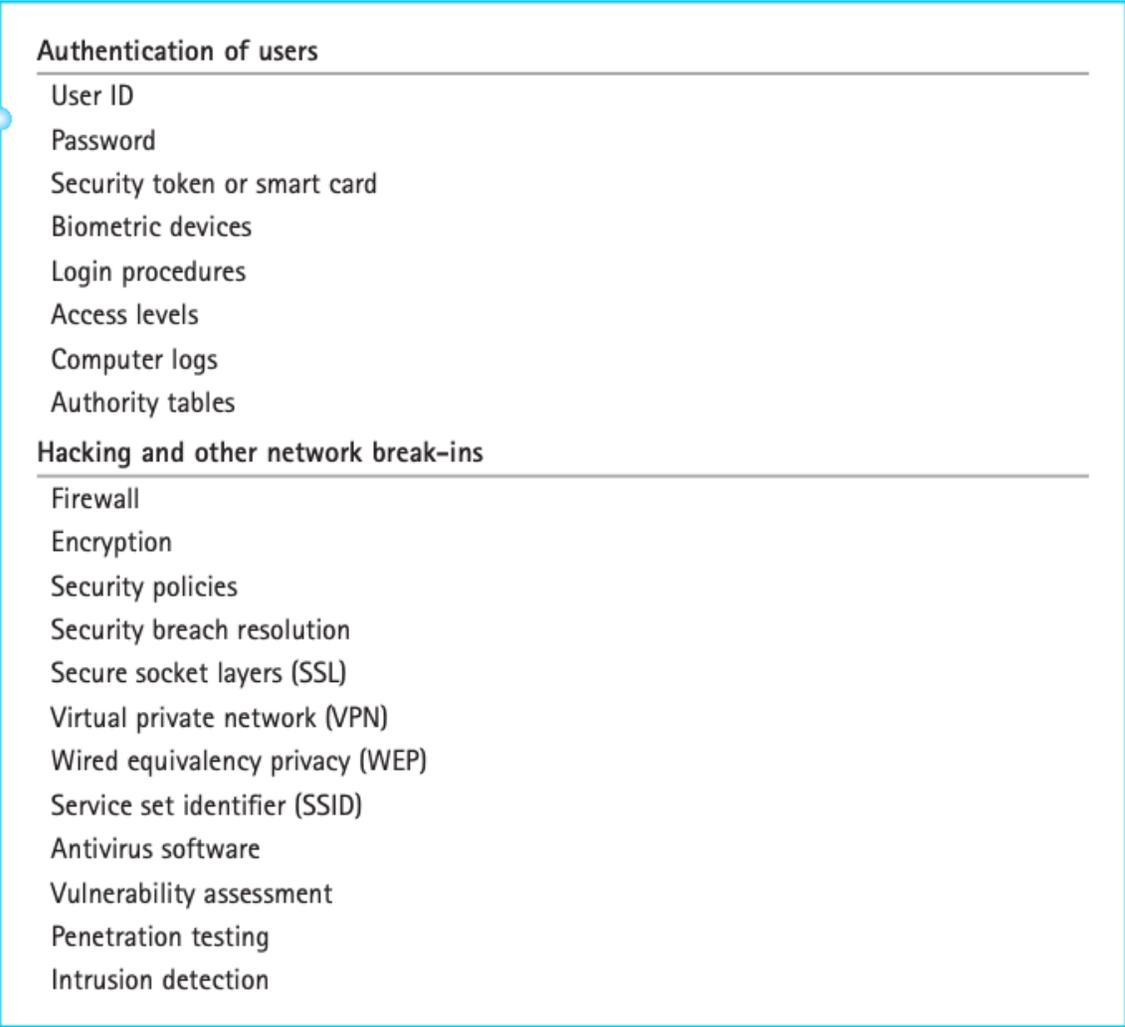 Authentication of users
User ID
Password
Security token or smart card
Biometric devices
Login procedures
Access levels
Computer logs
Authority tables
Hacking and other network break-ins
Firewall
Encryption
Security policies
Security breach resolution
Secure socket layers (SSL)
Virtual private network (VPN)
Wired equivalency privacy (WEP)
Service set identifier (SSID)
Antivirus software
Vulnerability assessment
Penetration testing
Intrusion detection